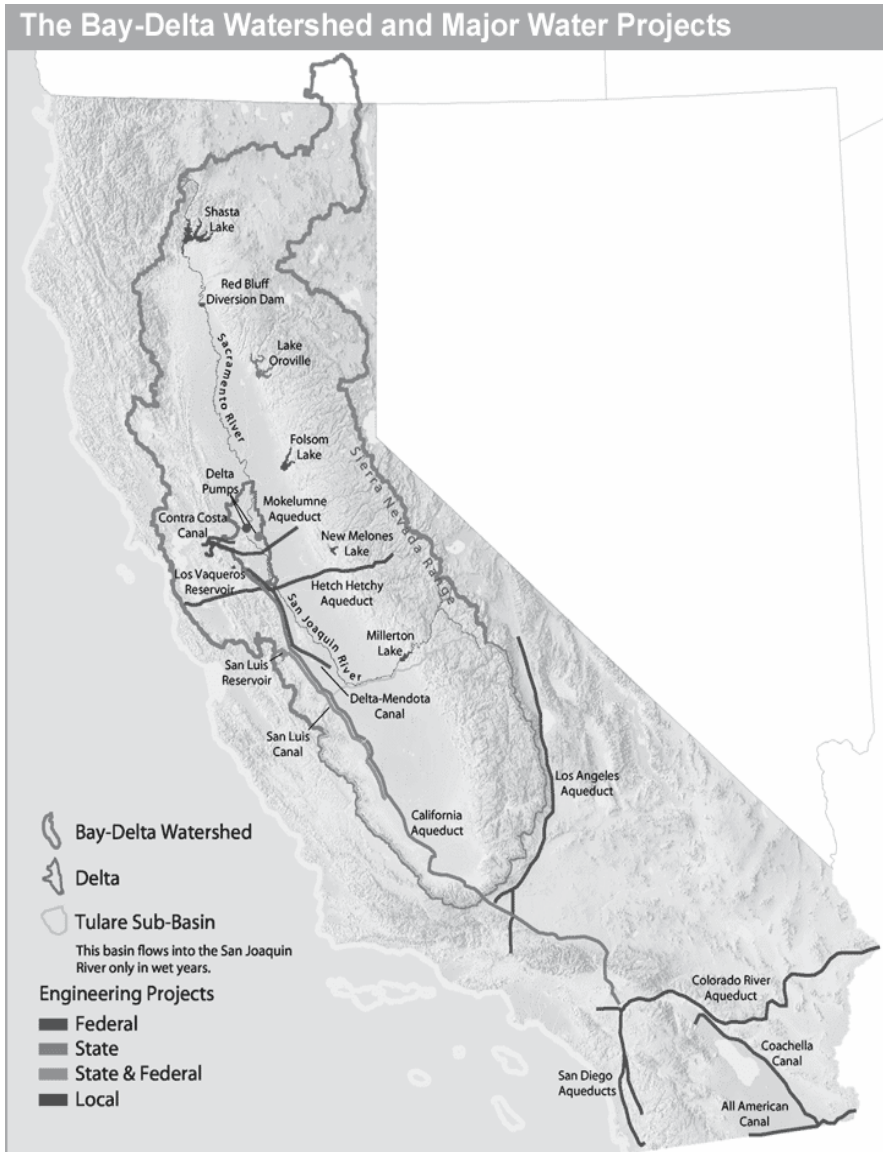 The Bay-Delta Watershed and Major Water Projects
Shasta
Lake
Red Bluff
Diversion Dam
Sacramento River
Lake
Oroville
Folsom
Lake
Sierra Nevada Range
Delta
Pumps
Mokelumne
Aqueduct
Contra Costa
Canal
New Melones
Lake
Los Vaqueros
Reservoir
Hetch Hetchy
Aqueduct
San Joaquin River
Millerton
Lake
San Luis
Reservoir
Delta-Mendota
Canal
San Luis
Canal
Los Angeles
Aqueduct
California
Aqueduct
Bay-Delta Watershed
Delta
Tulare Sub-Basin
This basin flows into the San Joaquin
River only in wet years.
Engineering Projects
Federal
State
State & Federal
Local
Colorado River
Aqueduct
Coachella
Canal
San Diego
Aqueducts
All American
Canal